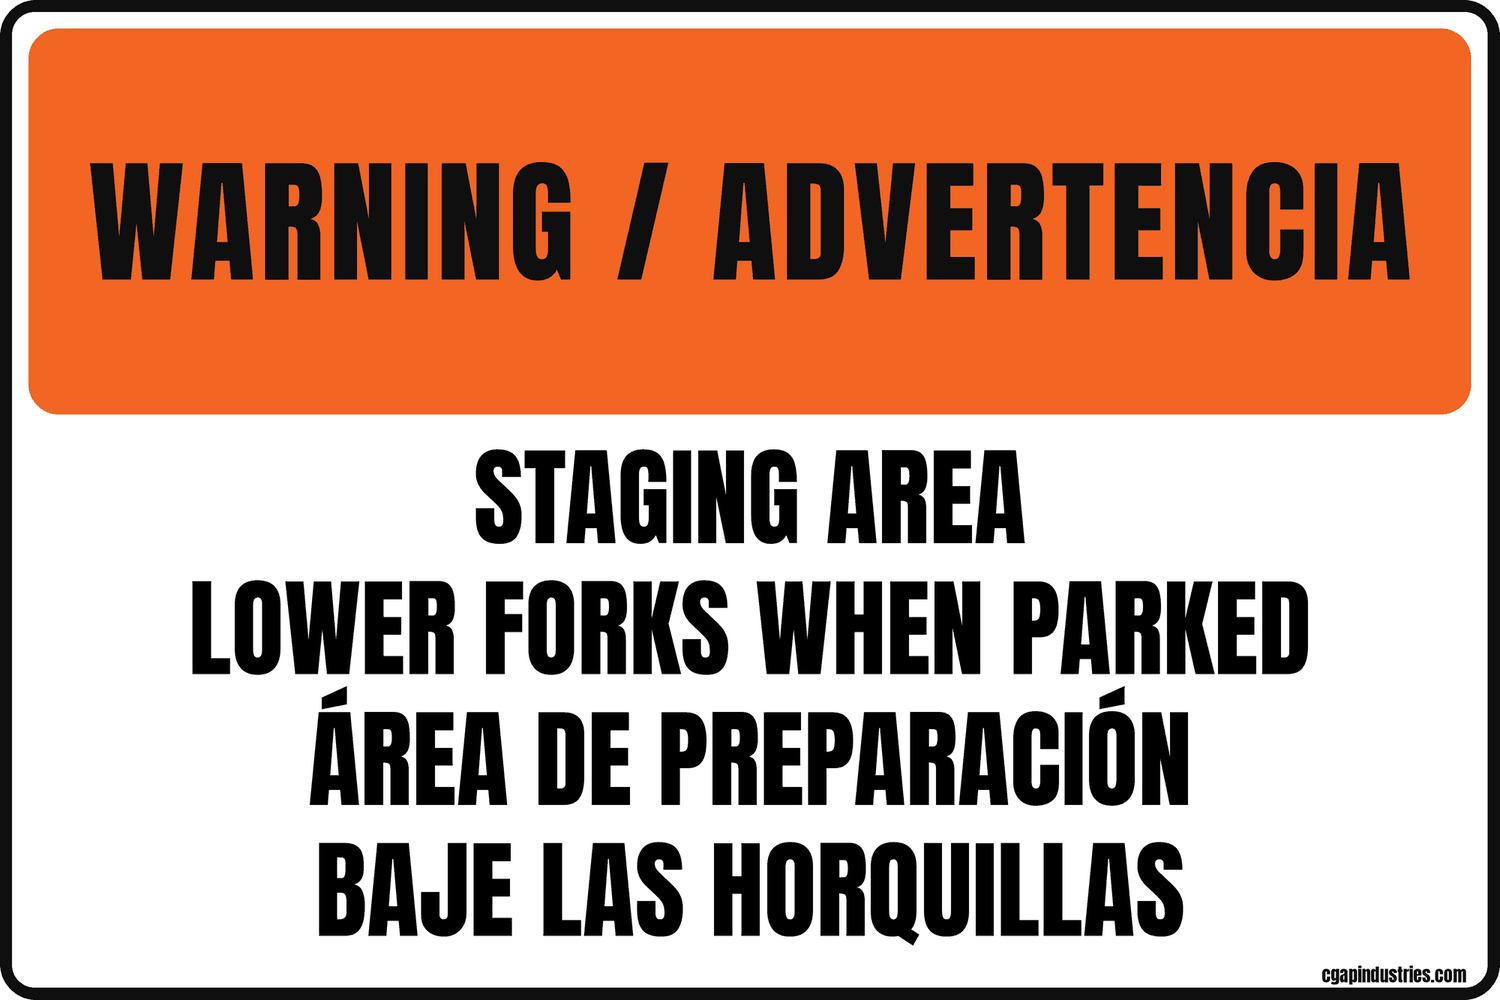 WARNING / ADVERTENCIA
STAGING AREA
LOWER FORKS WHEN PARKED
ÁREA DE PREPARACIÓN
BAJE LAS HORQUILLAS
cgapindustries.com